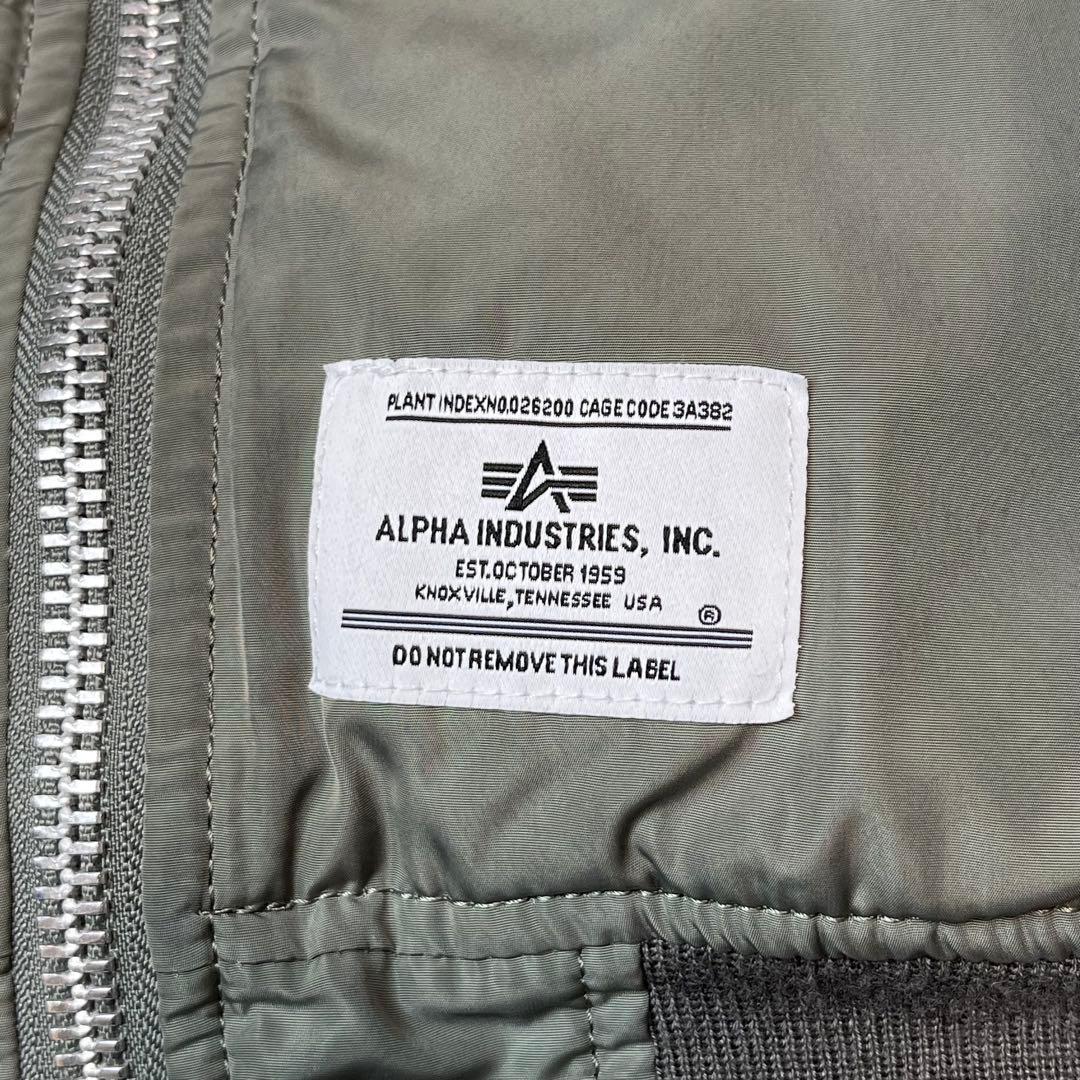 PLANT INDEXNO.026200 CAGE CODE 3A382
ALPHA INDUSTRIES, INC.
EST.OCTOBER 1959
KNOXVILLE, TENNESSEE USA
®
DO NOT REMOVE THIS LABEL